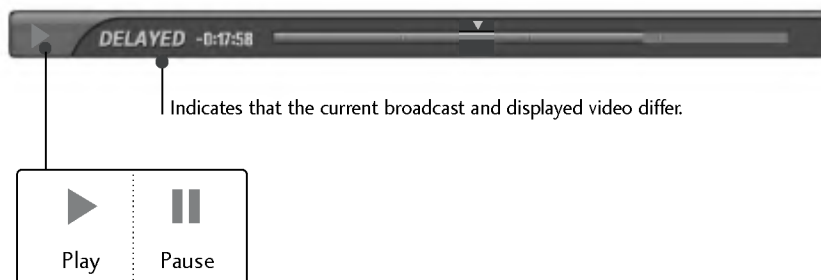 DELAYED -0:17:58
Indicates that the current broadcast and displayed video differ.
Play Pause